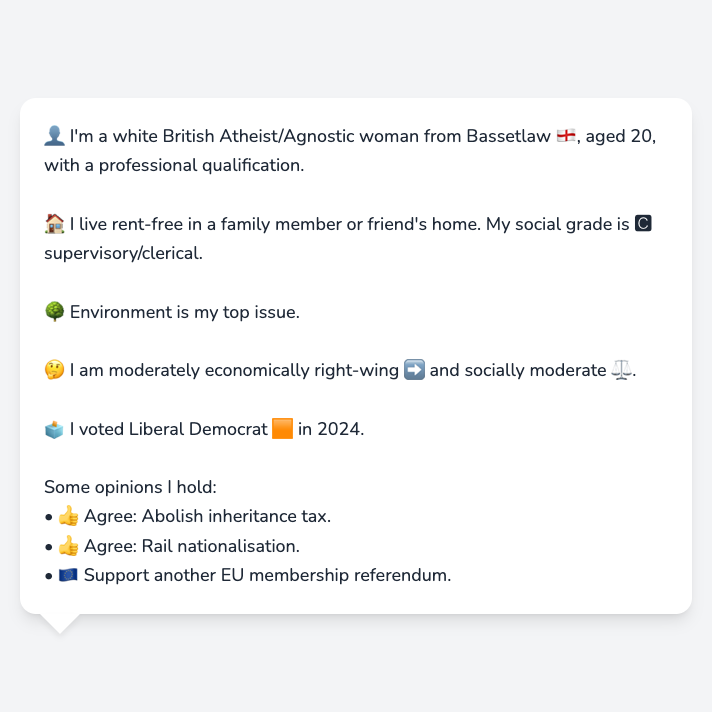 👤 I'm a white British Atheist/Agnostic woman from Bassetlaw 🏴󠁧󠁢󠁥󠁮󠁧󠁿, aged 20,
with a professional qualification.
🏠 I live rent-free in a family member or friend's home. My social grade is 🅲
supervisory/clerical.
🌳 Environment is my top issue.
🤔 I am moderately economically right-wing ➡️ and socially moderate ⚖️.
🗳️ I voted Liberal Democrat 🟧 in 2024.
Some opinions I hold:
• 👍 Agree: Abolish inheritance tax.
• 👍 Agree: Rail nationalisation.
• 🇪🇺 Support another EU membership referendum.